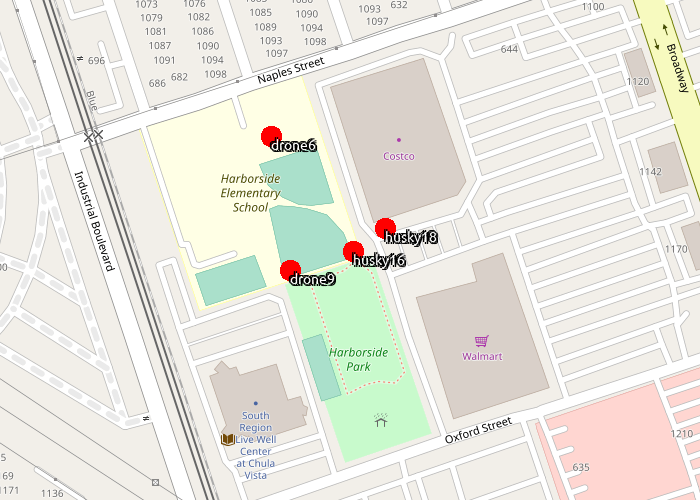 1073
1079
1081
1087
1091
1076
1082
1086
1090
1094
1098
682
686
696
1085
1089
1093
1097
1090
1094
1098
1093
1097
632
1100
644
Naples Street
Broadway
1120
1142
1170
Blue
Industrial Boulevard
Costco
drone6
Harborside
Elementary
School
husky18
husky16
drone9
Harborside
Park
Walmart
South
Region
Live Well
Center
at Chula
Vista
Oxford Street
635
1210
169
1171
1136